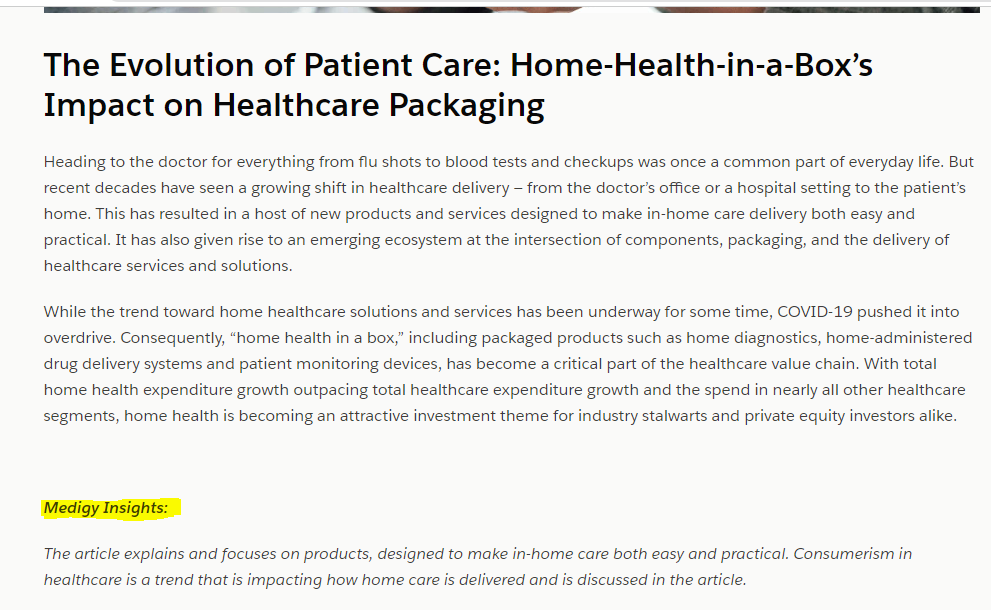 The Evolution of Patient Care: Home-Health-in-a-Box’s
Impact on Healthcare Packaging
Heading to the doctor for everything from flu shots to blood tests and checkups was once a common part of everyday life. But
recent decades have seen a growing shift in healthcare delivery – from the doctor’s office or a hospital setting to the patient’s
home. This has resulted in a host of new products and services designed to make in-home care delivery both easy and
practical. It has also given rise to an emerging ecosystem at the intersection of components, packaging, and the delivery of
healthcare services and solutions.
While the trend toward home healthcare solutions and services has been underway for some time, COVID-19 pushed it into
overdrive. Consequently, “home health in a box,” including packaged products such as home diagnostics, home-administered
drug delivery systems and patient monitoring devices, has become a critical part of the healthcare value chain. With total
home health expenditure growth outpacing total healthcare expenditure growth and the spend in nearly all other healthcare
segments, home health is becoming an attractive investment theme for industry stalwarts and private equity investors alike.
Medigy Insights:
The article explains and focuses on products, designed to make in-home care both easy and practical. Consumerism in
healthcare is a trend that is impacting how home care is delivered and is discussed in the article.